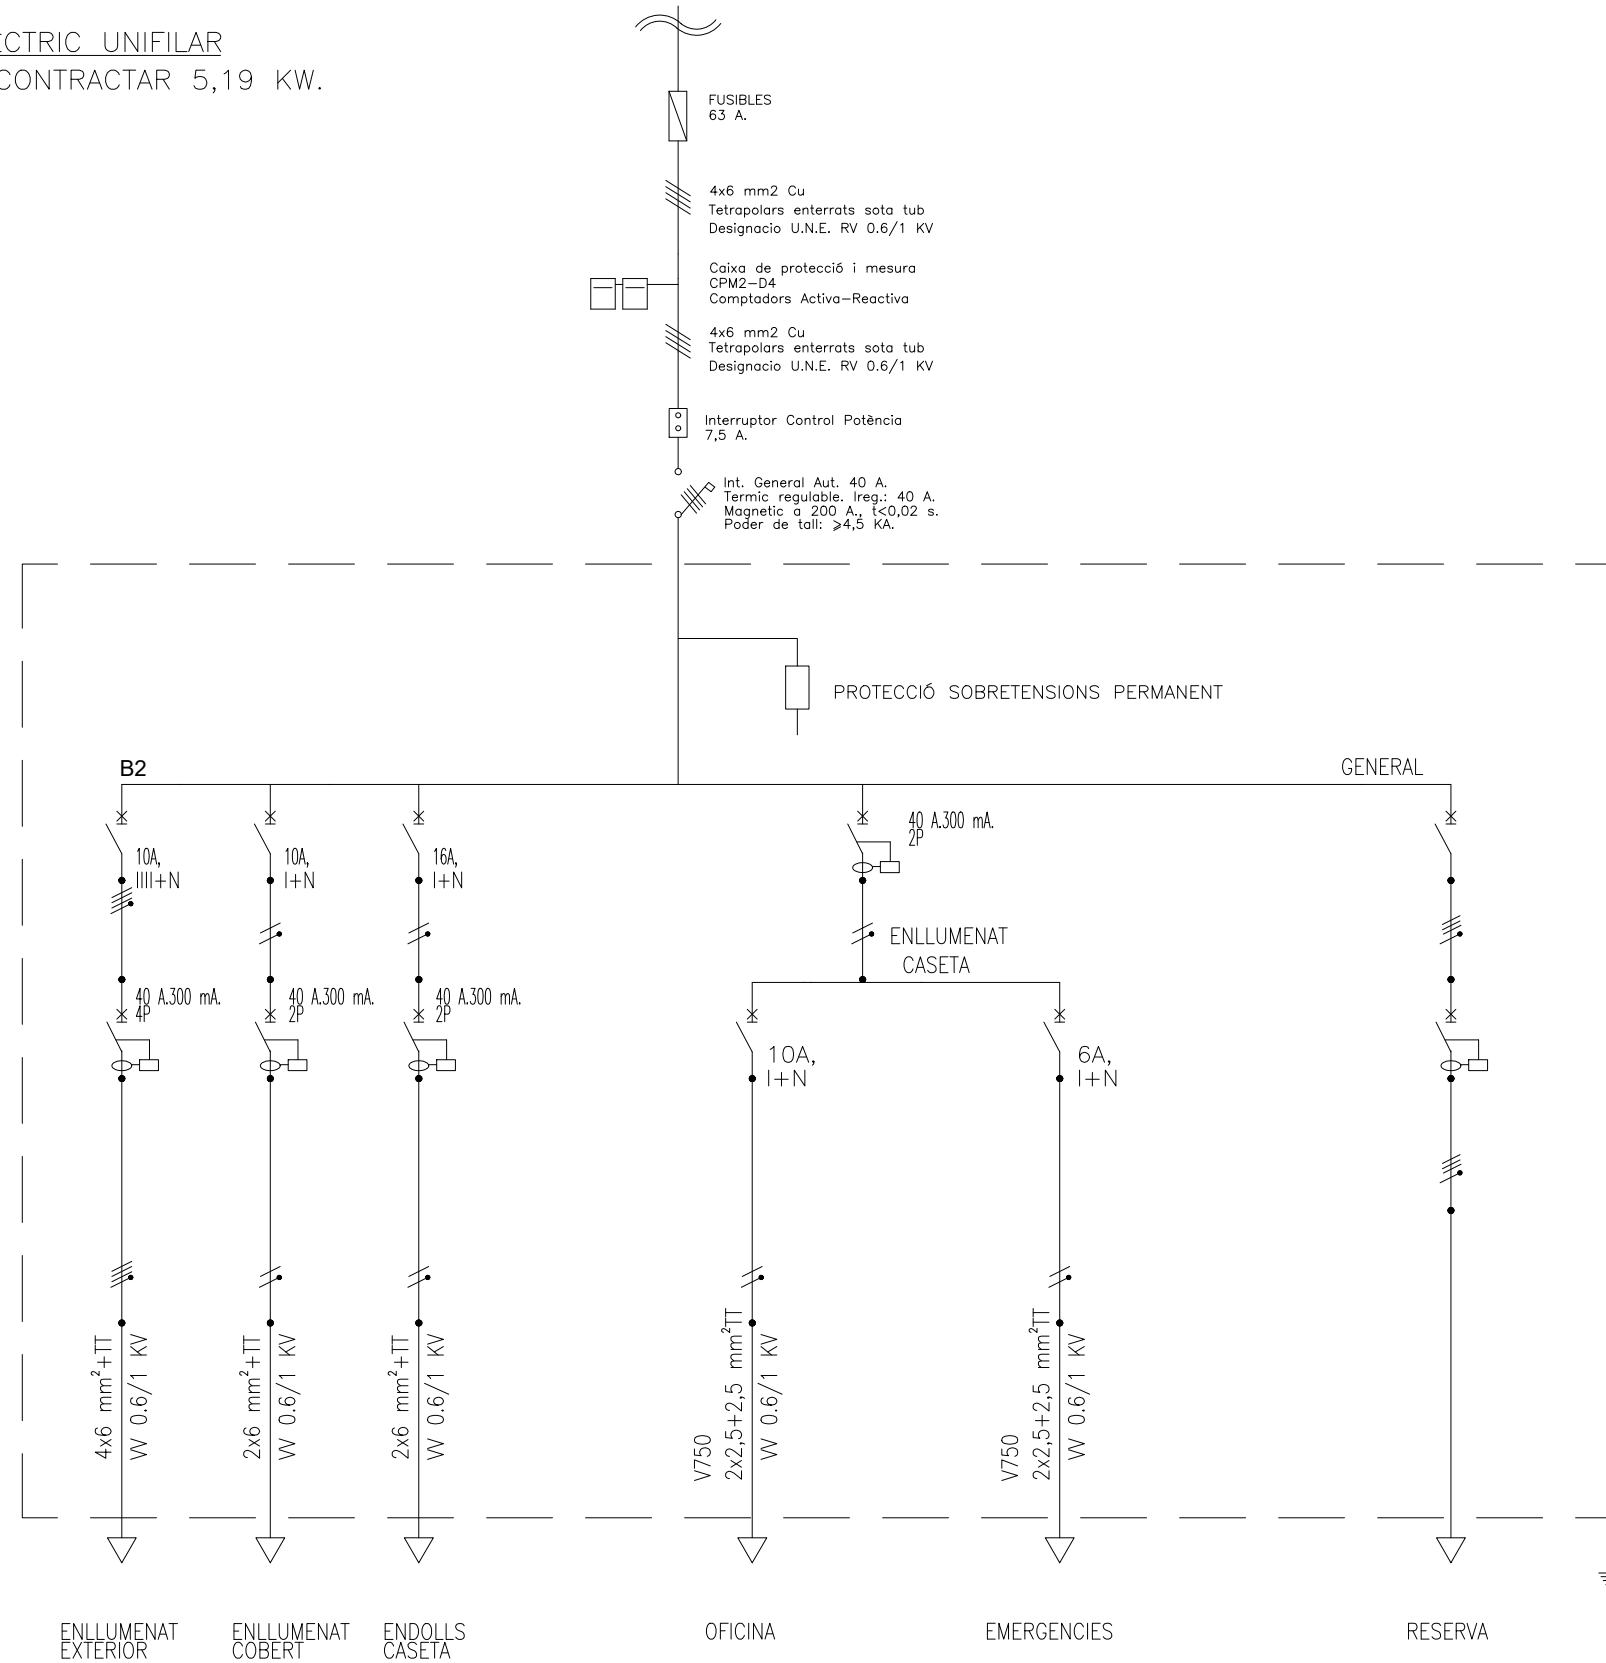 ECTRIC UNIFILAR
CONTRACTAR 5,19 KW.
FUSIBLES
63 A.
4x6 mm2 Cu
Tetrapolars enterrats sota tub
Designacio U.N.E. RV 0.6/1 KV
Caixa de protecció i mesura
CPM2-D4
Comptadors Activa-Reactiva
4x6 mm2 Cu
Tetrapolars enterrats sota tub
Designacio U.N.E. RV 0.6/1 KV
Interruptor Control Potència
7,5 A.
Int. General Aut. 40 A.
Termic regulable. Ireg.: 40 A.
Magnetic a 200 A., t<0,02 s.
Poder de tall: ⩾4,5 KA.
PROTECCIÓ SOBRETENSIONS PERMANENT
B2
GENERAL
10A,
IIII+N
10A,
I+N
16A,
I+N
40 A.300 mA.
2P
ENLLUMENAT
CASETA
40 A.300 mA.
4P
40 A.300 mA.
2P
40 A.300 mA.
2P
10A,
I+N
6A,
I+N
4x6 mm²+TT
VV 0.6/1 KV
2x6 mm²+TT
VV 0.6/1 KV
2x6 mm²+TT
VV 0.6/1 KV
V750
2x2,5+2,5 mm²TT
VV 0.6/1 KV
V750
2x2,5+2,5 mm²TT
VV 0.6/1 KV
ENLLUMENAT
EXTERIOR
ENLLUMENAT
COBERT
ENDOLLS
CASETA
OFICINA
EMERGENCIES
RESERVA